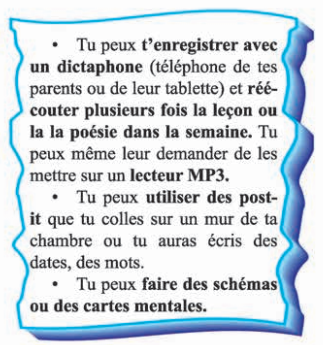 • Tu peux t'enregistrer avec
un dictaphone (téléphone de tes
parents ou de leur tablette) et réé-
couter plusieurs fois la leçon ou
la la poésie dans la semaine. Tu
peux même leur demander de les
mettre sur un lecteur MP3.
• Tu peux utiliser des post-
it que tu colles sur un mur de ta
chambre ou tu auras écris des
dates, des mots.
• Tu peux faire des schémas
ou des cartes mentales.